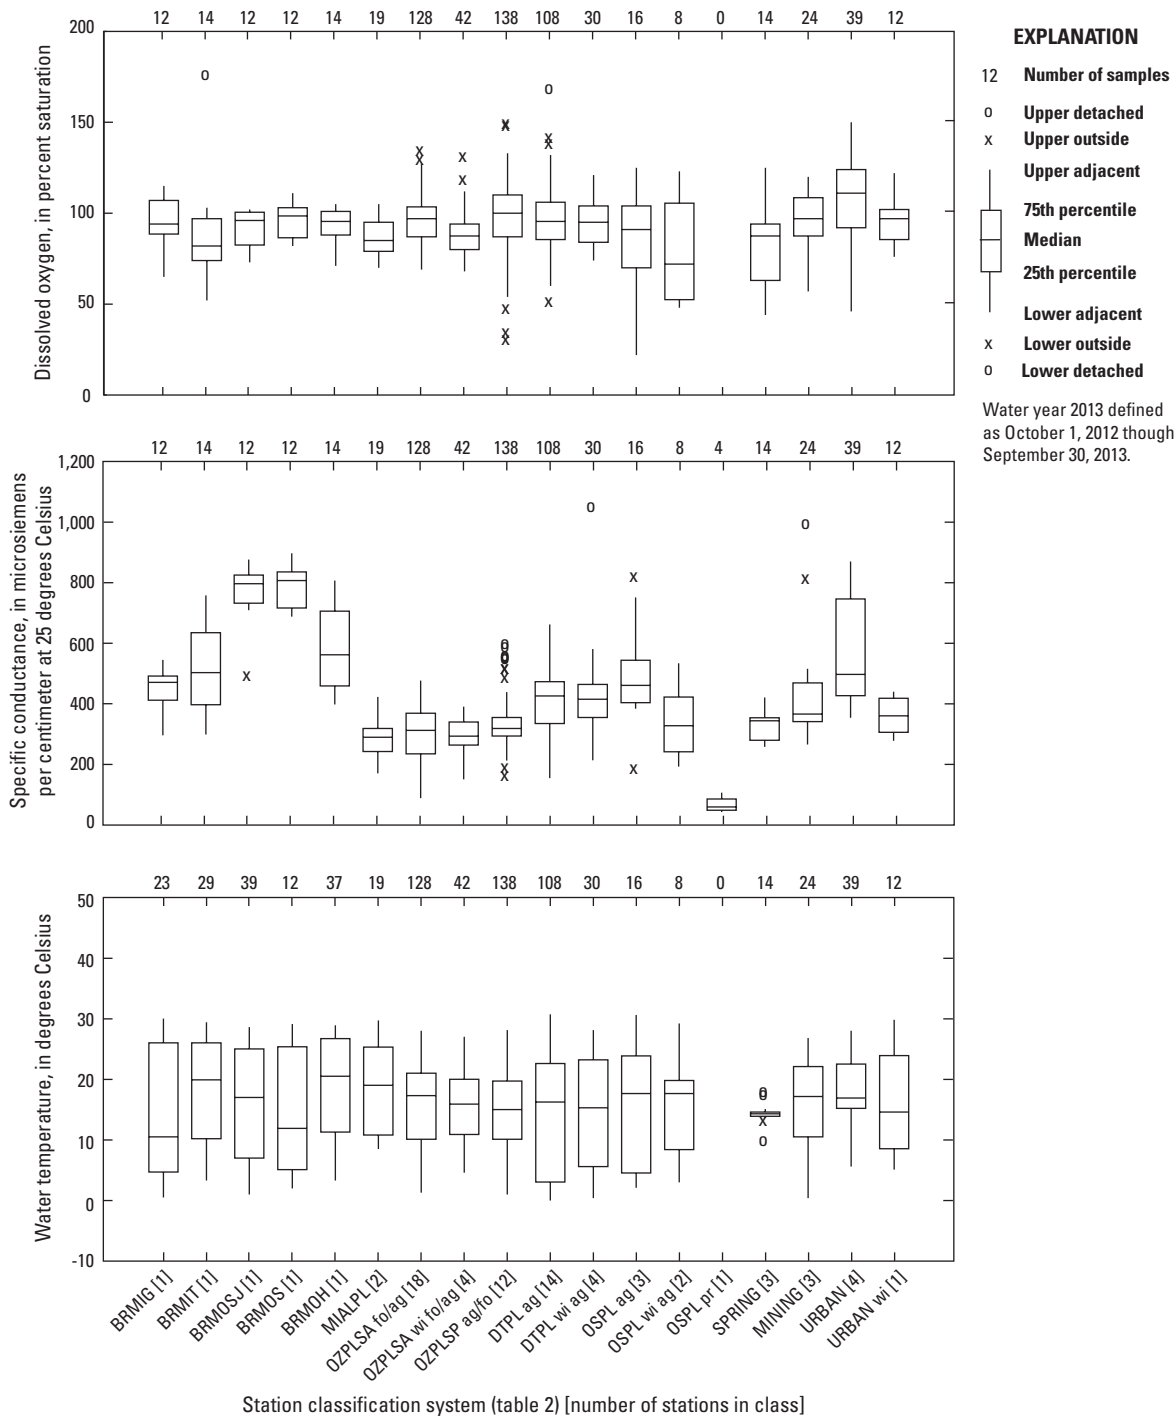 12 14 12 12 14 19 128 42 138 108 30 16 8 0 14 24 39 12
200
150
100
50
0
Dissolved oxygen, in percent saturation
o
o
x
x
x
x
x
x
x
x
x
x
x
x
x
EXPLANATION
12 Number of samples
o Upper detached
x Upper outside
Upper adjacent
75th percentile
Median
25th percentile
Lower adjacent
x Lower outside
o Lower detached
Water year 2013 defined
as October 1, 2012 though
September 30, 2013.
12 14 12 12 14 19 128 42 138 108 30 16 8 4 14 24 39 12
1,200
1,000
800
600
400
200
0
Specific conductance, in microsiemens
per centimeter at 25 degrees Celsius
o
o
x
x
x
x
x
x
23 29 39 12 37 19 128 42 138 108 30 16 8 0 14 24 39 12
50
40
30
20
10
0
-10
Water temperature, in degrees Celsius
x
o
BRMIG [1]
BRMIT [1]
BRMOSJ [1]
BRMOS [1]
BRMOH [1]
MIALPL [2]
OZPLSA fo/ag [18]
OZPLSA wi fo/ag [4]
OZPLSP ag/fo [12]
DTPL ag [14]
DTPL wi ag [4]
OSPL ag [3]
OSPL wi ag [2]
OSPL pr [1]
SPRING [3]
MINING [3]
URBAN [4]
URBAN wi [1]
Station classification system (table 2) [number of stations in class]